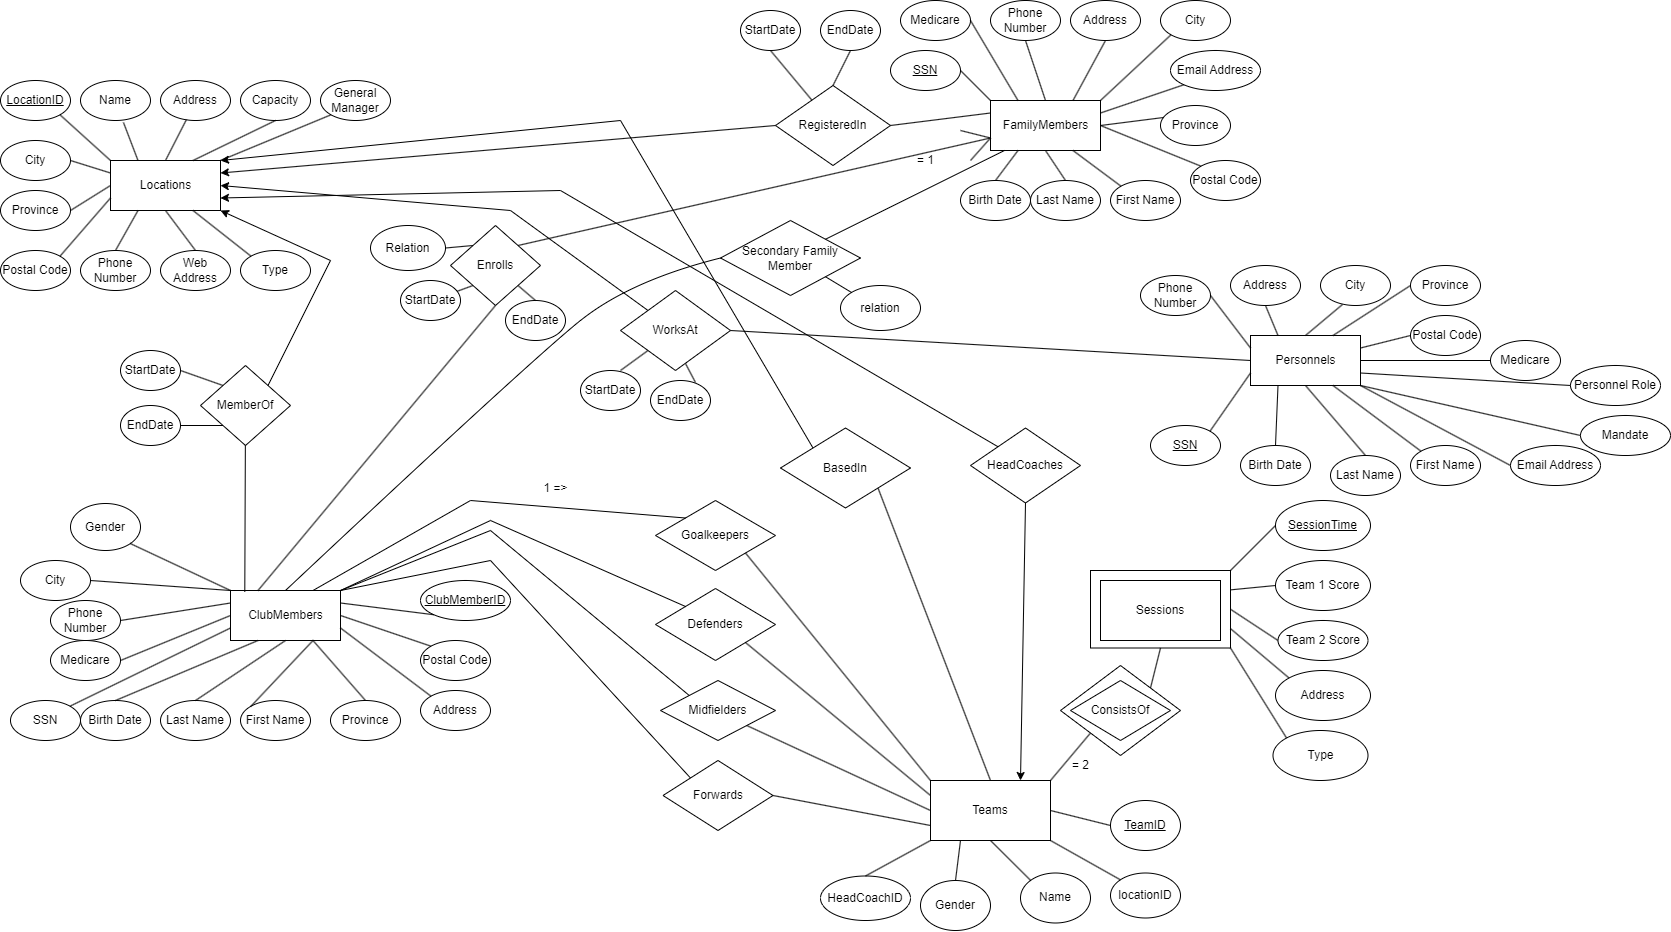 StartDate
EndDate
Medicare
Phone
Number
Address
City
SSN
Email Address
FamilyMembers
Province
RegisteredIn
= 1
Postal Code
Birth Date
Last Name
First Name
LocationID
Name
Address
Capacity
General
Manager
City
Locations
Province
Postal Code
Phone
Number
Web
Address
Type
Relation
Enrolls
StartDate
EndDate
Secondary Family
Member
relation
WorksAt
StartDate
EndDate
Phone
Number
Address
City
Province
Postal Code
Personnels
Medicare
Personnel Role
Mandate
SSN
Birth Date
Last Name
First Name
Email Address
StartDate
MemberOf
EndDate
BasedIn
HeadCoaches
1 =>
Gender
City
Phone
Number
ClubMembers
ClubMemberID
Medicare
Postal Code
SSN
Birth Date
Last Name
First Name
Province
Address
Goalkeepers
Defenders
Midfielders
Forwards
SessionTime
Team 1 Score
Sessions
Team 2 Score
Address
ConsistsOf
Type
= 2
Teams
TeamID
HeadCoachID
Gender
Name
locationID